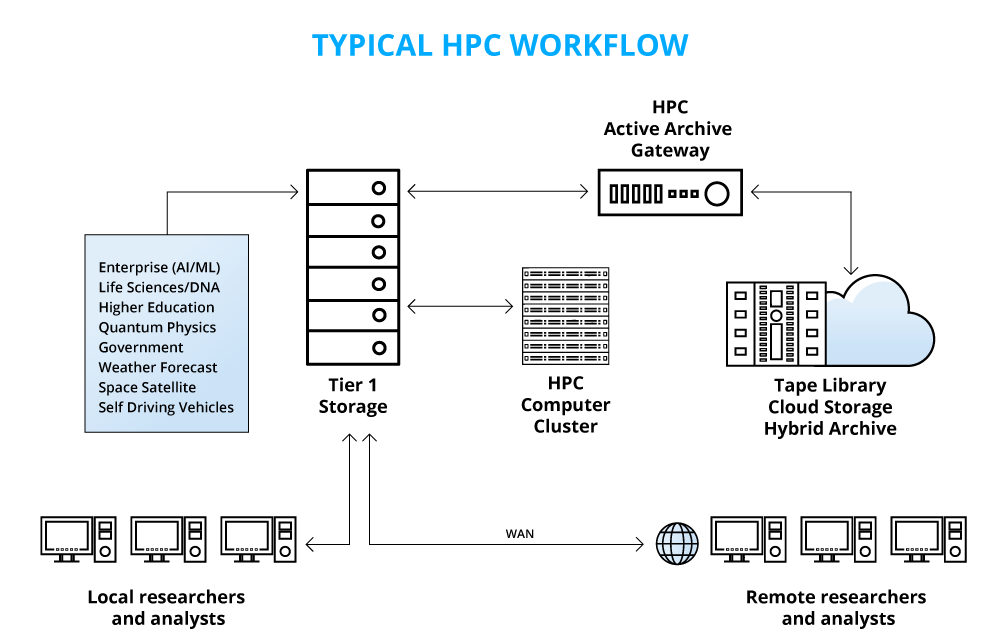 TYPICAL HPC WORKFLOW
HPC
Active Archive
Gateway
Enterprise (AI/ML)
Life Sciences/DNA
Higher Education
Quantum Physics
Government
Weather Forecast
Space Satellite
Self Driving Vehicles
Tier 1
Storage
HPC
Computer
Cluster
Tape Library
Cloud Storage
Hybrid Archive
WAN
Local researchers
and analysts
Remote researchers
and analysts